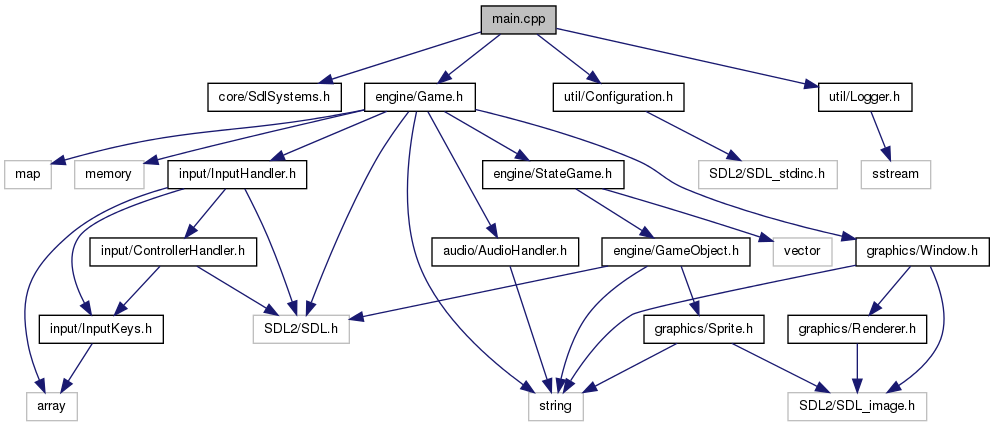 main.cpp
core/SdlSystems.h
engine/Game.h
util/Configuration.h
util/Logger.h
map
memory
input/InputHandler.h
engine/StateGame.h
SDL2/SDL_stdinc.h
sstream
input/ControllerHandler.h
audio/AudioHandler.h
engine/GameObject.h
vector
graphics/Window.h
input/InputKeys.h
SDL2/SDL.h
graphics/Sprite.h
graphics/Renderer.h
array
string
SDL2/SDL_image.h